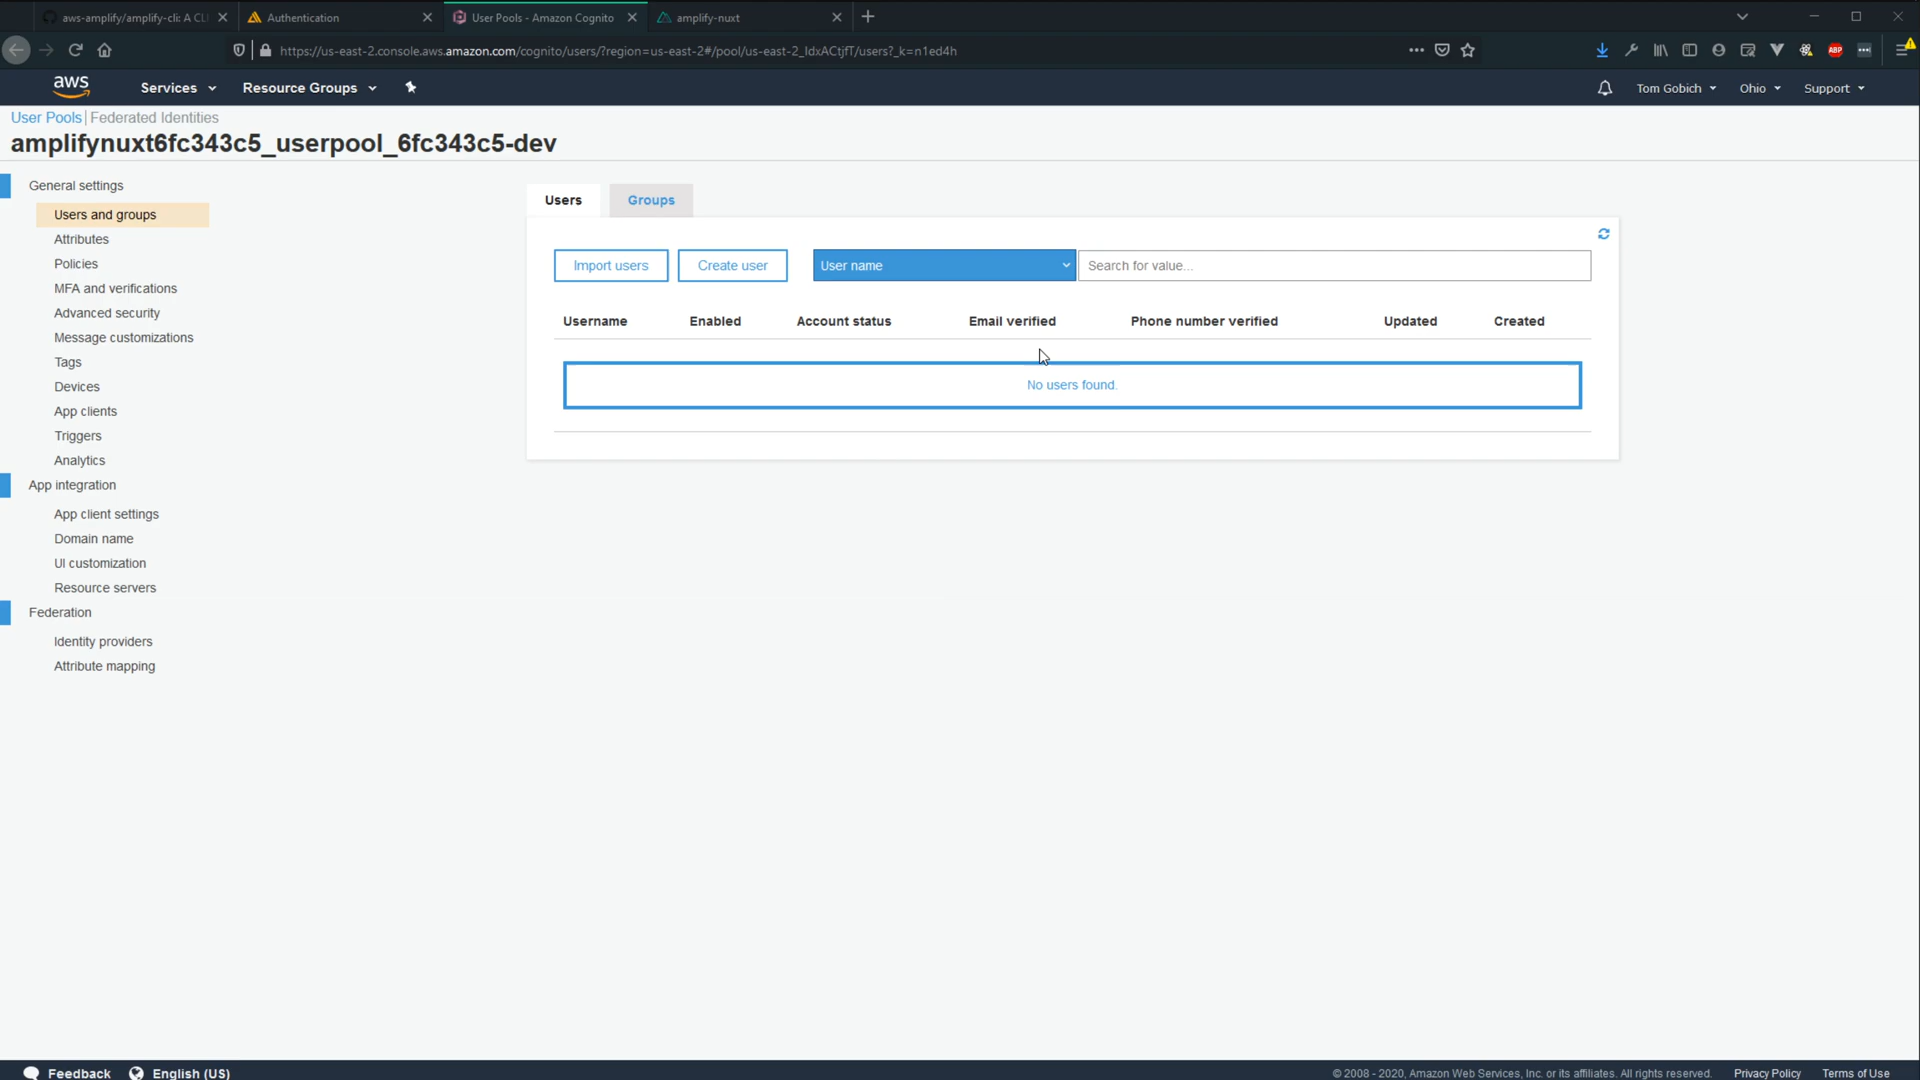 aws-amplify/amplify-cli: A CLI
Authentication
User Pools - Amazon Cognito
amplify-nuxt
https://us-east-2.console.aws.amazon.com/cognito/users/?region=us-east-2#/pool/us-east-2_IdxACtjfT/users?_k=n1ed4h
ABP
aws
Services
Resource Groups
Tom Gobich
Ohio
Support
User Pools | Federated Identities
amplifynuxt6fc343c5_userpool_6fc343c5-dev
General settings
Users and groups
Attributes
Policies
MFA and verifications
Advanced security
Message customizations
Tags
Devices
App clients
Triggers
Analytics
App integration
App client settings
Domain name
UI customization
Resource servers
Federation
Identity providers
Attribute mapping
Users
Groups
Import users
Create user
User name
Search for value...
Username Enabled Account status Email verified Phone number verified Updated Created
No users found.
Feedback
English (US)
© 2008 - 2020, Amazon Web Services, Inc. or its affiliates. All rights reserved.
Privacy Policy
Terms of Use